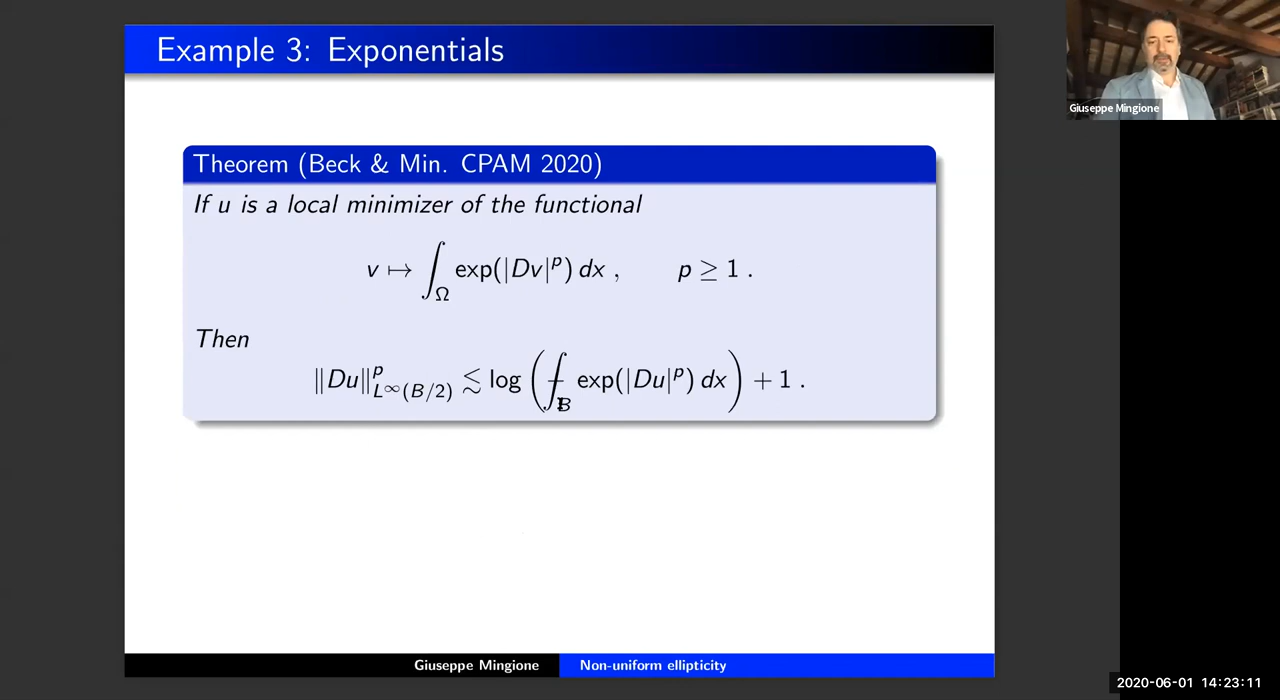 Example 3: Exponentials
Giuseppe Mingione
Theorem (Beck & Min. CPAM 2020)
If u is a local minimizer of the functional
v ↦ ∫_Ω exp(|Dv|^p) dx , p ≥ 1 .
Then
‖Du‖^p_{L^∞(B/2)} ≲ log ( ⨍_B exp(|Du|^p) dx ) + 1 .
Giuseppe Mingione Non-uniform ellipticity
2020-06-01 14:23:11